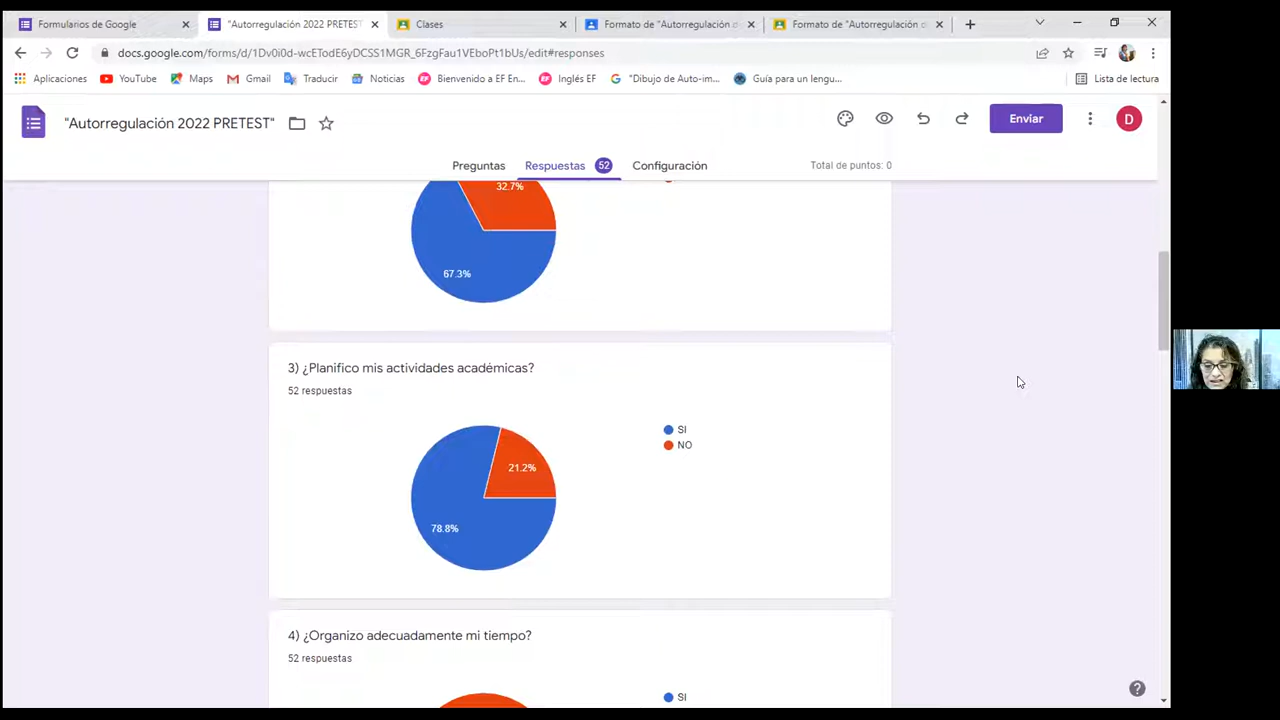 Formularios de Google
"Autorregulación 2022 PRETEST"
Clases
Formato de "Autorregulación d
Formato de "Autorregulación d
docs.google.com/forms/d/1Dv0i0d-wcETodE6yDCSS1MGR_6FzgFau1VEboPt1bUs/edit#responses
Aplicaciones
YouTube
Maps
Gmail
Traducir
Noticias
Bienvenido a EF En...
Inglés EF
"Dibujo de Auto-im...
Guía para un lengu...
Lista de lectura
"Autorregulación 2022 PRETEST"
Enviar
D
Preguntas
Respuestas 52
Configuración
Total de puntos: 0
32.7%
67.3%
3) ¿Planifico mis actividades académicas?
52 respuestas
SI
NO
21.2%
78.8%
4) ¿Organizo adecuadamente mi tiempo?
52 respuestas
SI